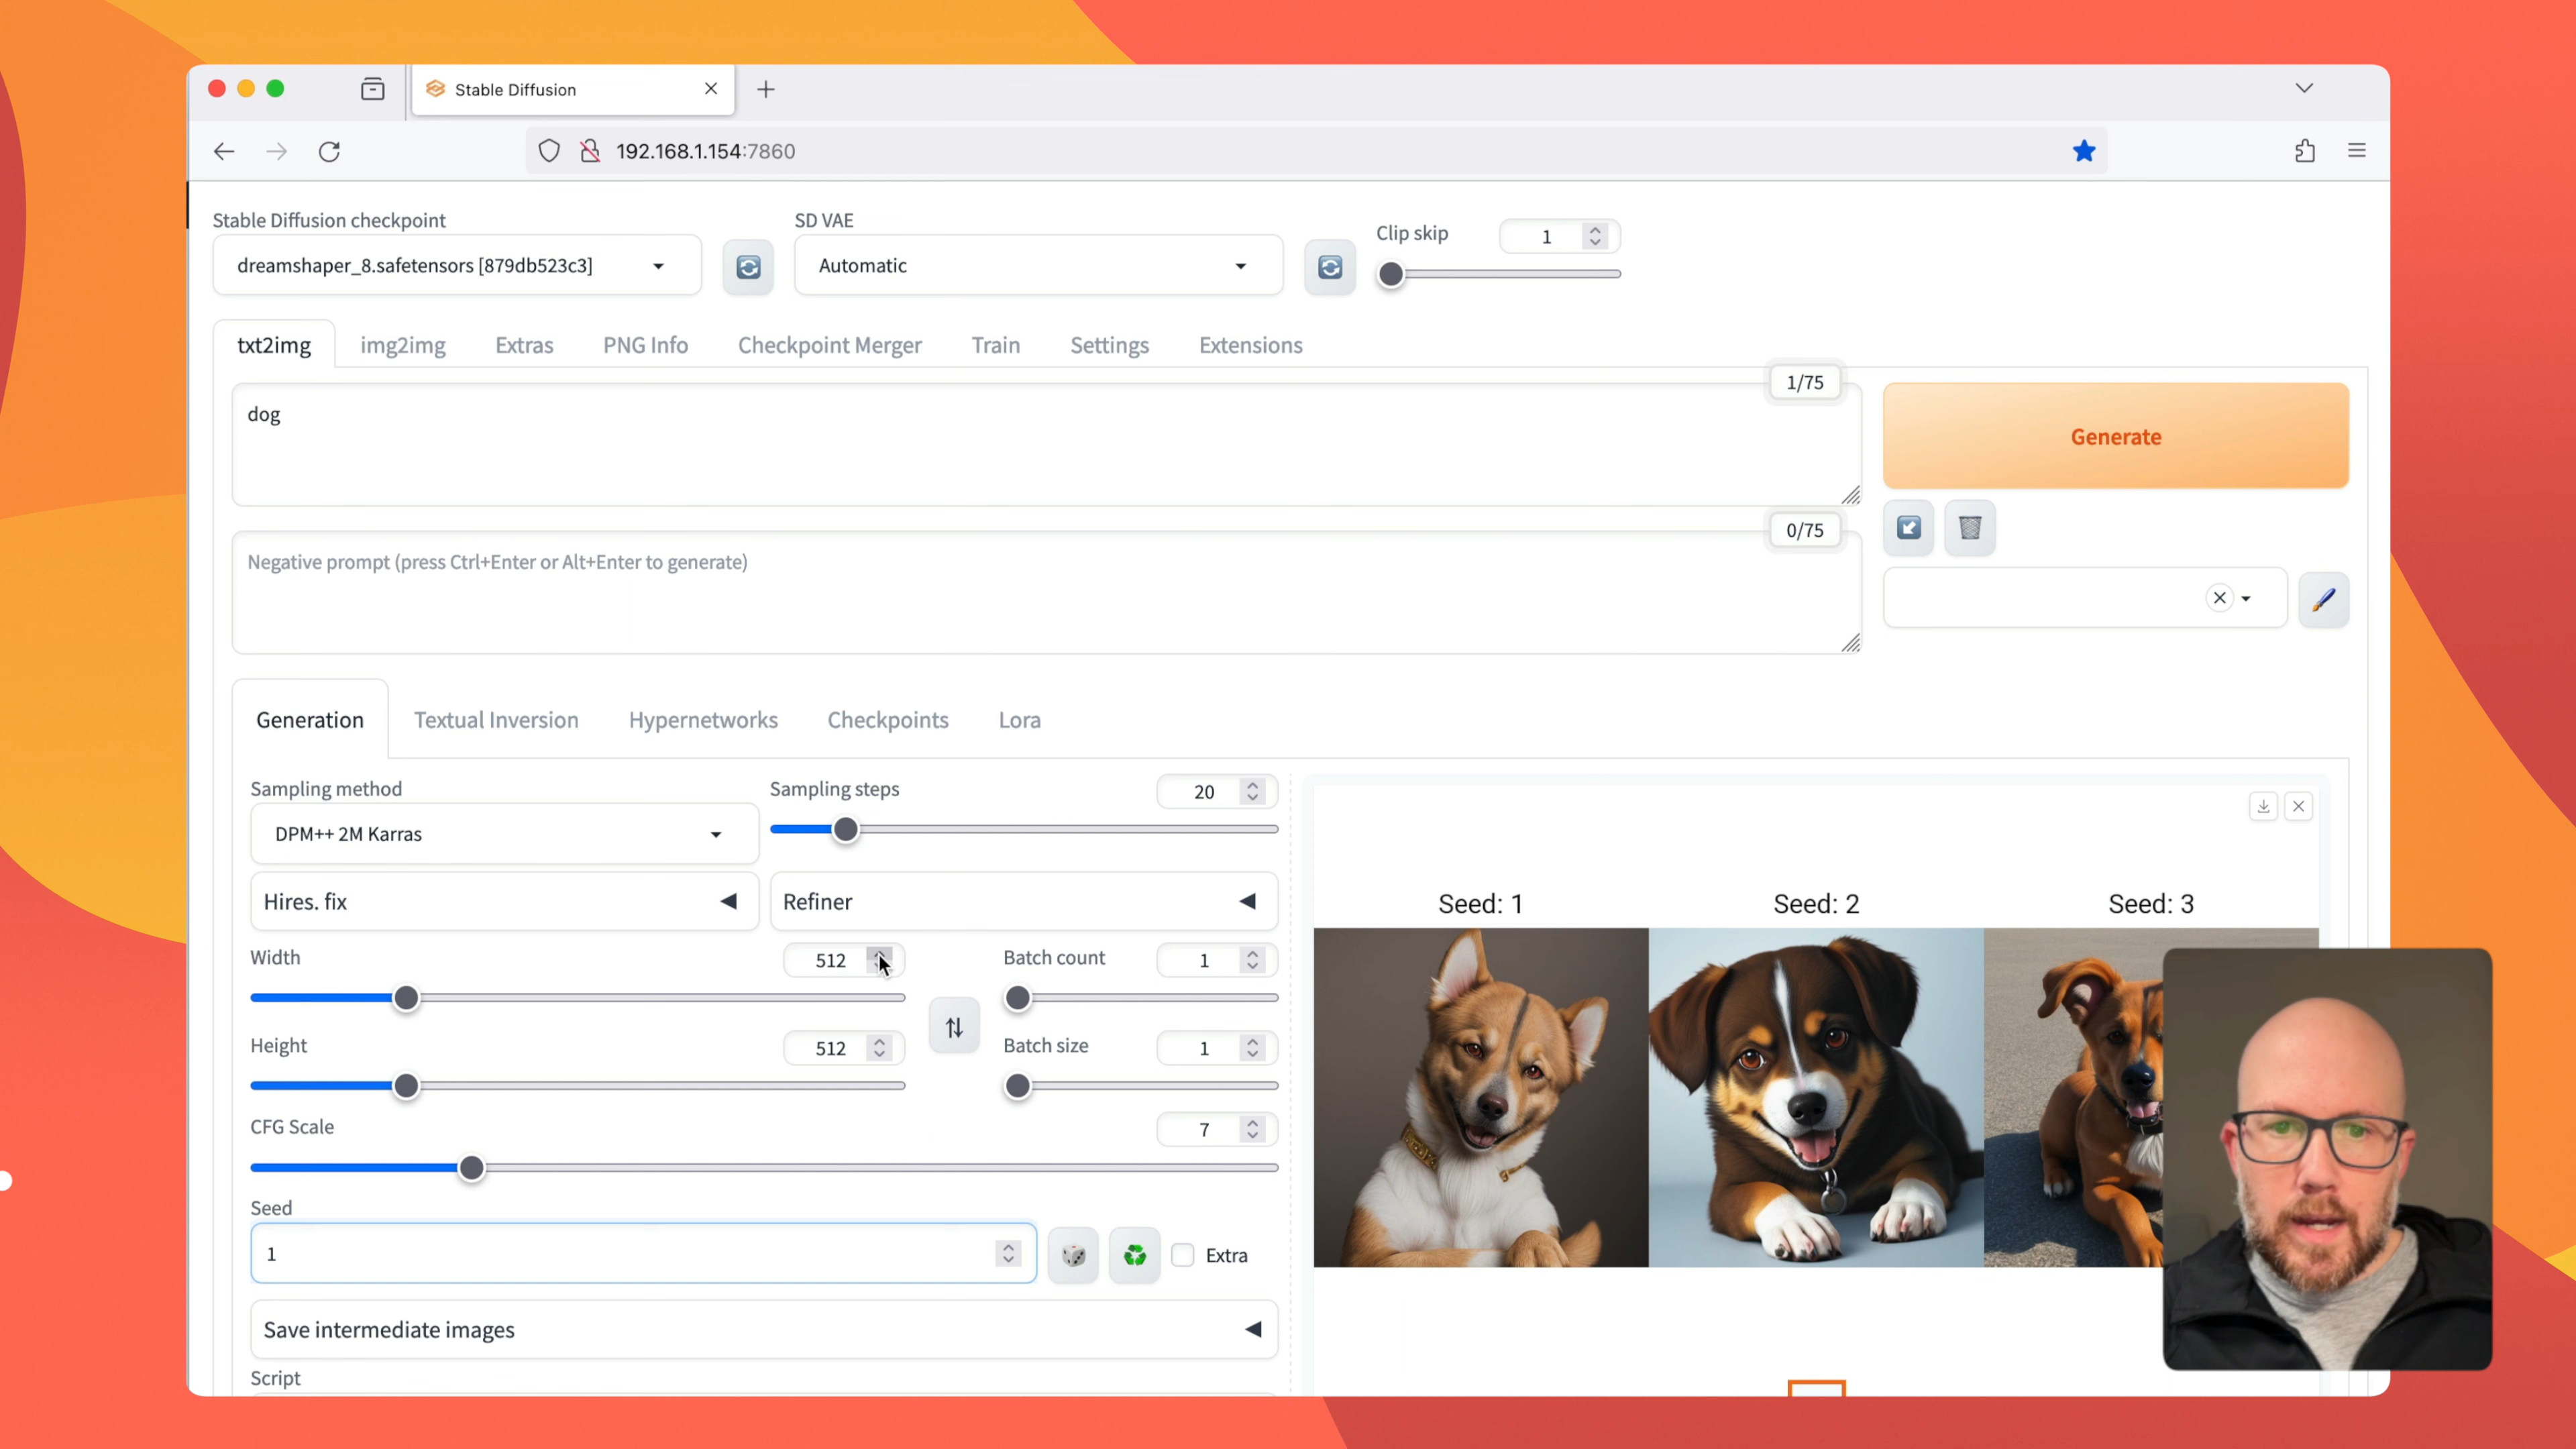 Stable Diffusion
192.168.1.154:7860
Stable Diffusion checkpoint
dreamshaper_8.safetensors [879db523c3]
SD VAE
Automatic
Clip skip
1
txt2img
img2img
Extras
PNG Info
Checkpoint Merger
Train
Settings
Extensions
1/75
dog
Generate
0/75
Negative prompt (press Ctrl+Enter or Alt+Enter to generate)
Generation
Textual Inversion
Hypernetworks
Checkpoints
Lora
Sampling method
DPM++ 2M Karras
Sampling steps
20
Hires. fix
Refiner
Width
512
Batch count
1
Height
512
Batch size
1
CFG Scale
7
Seed
1
Extra
Save intermediate images
Script
Seed: 1
Seed: 2
Seed: 3